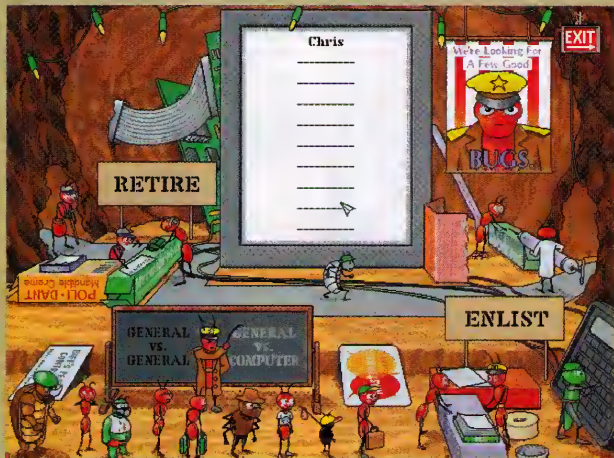 Chris
EXIT
We're Looking For
A Few Good
BUGS
RETIRE
POLI-DANT
Mandible Creme
GENERAL
VS.
GENERAL
GENERAL
VS.
COMPUTER
ENLIST